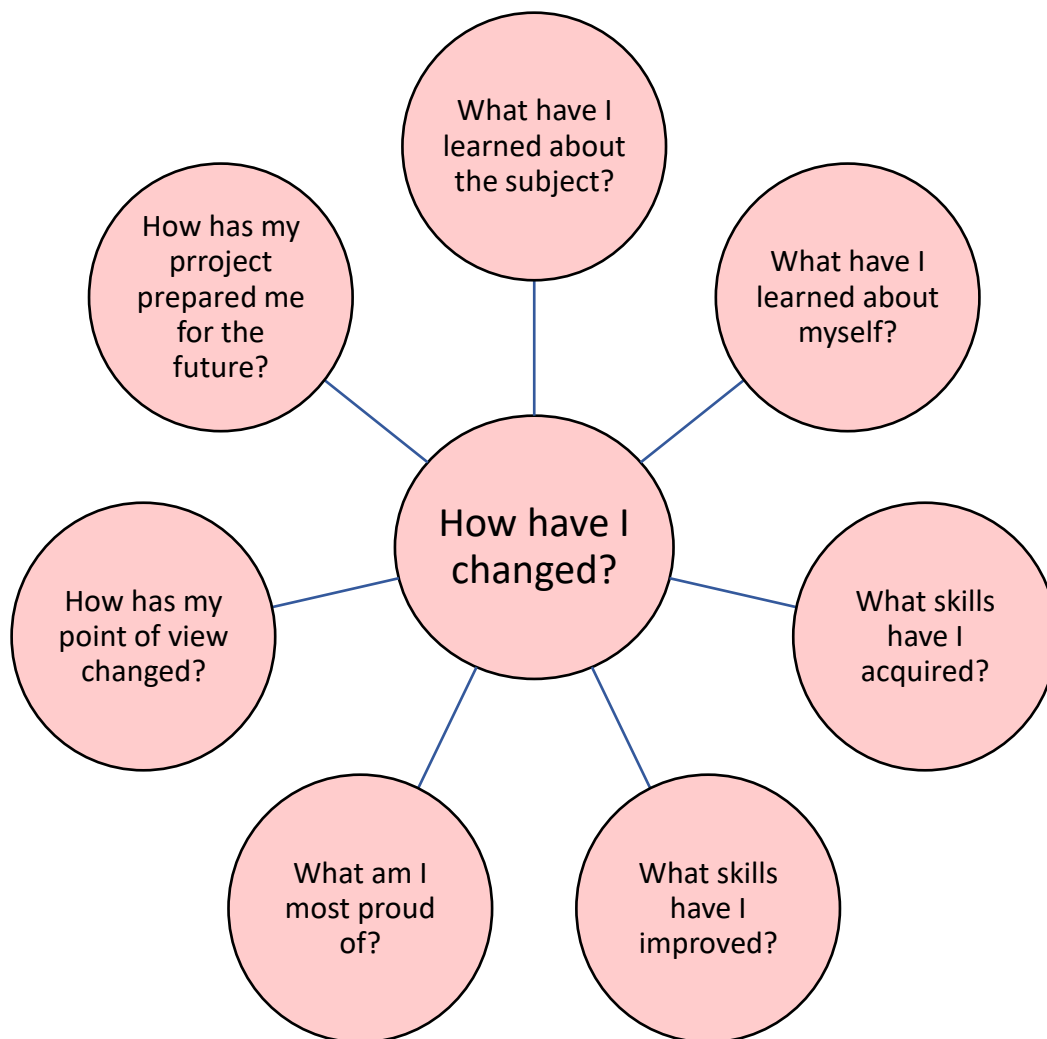 What have I
learned about
the subject?
What have I
learned about
myself?
What skills
have I
acquired?
What skills
have I
improved?
What am I
most proud
of?
How has my
point of view
changed?
How has my
prroject
prepared me
for the
future?
How have I
changed?